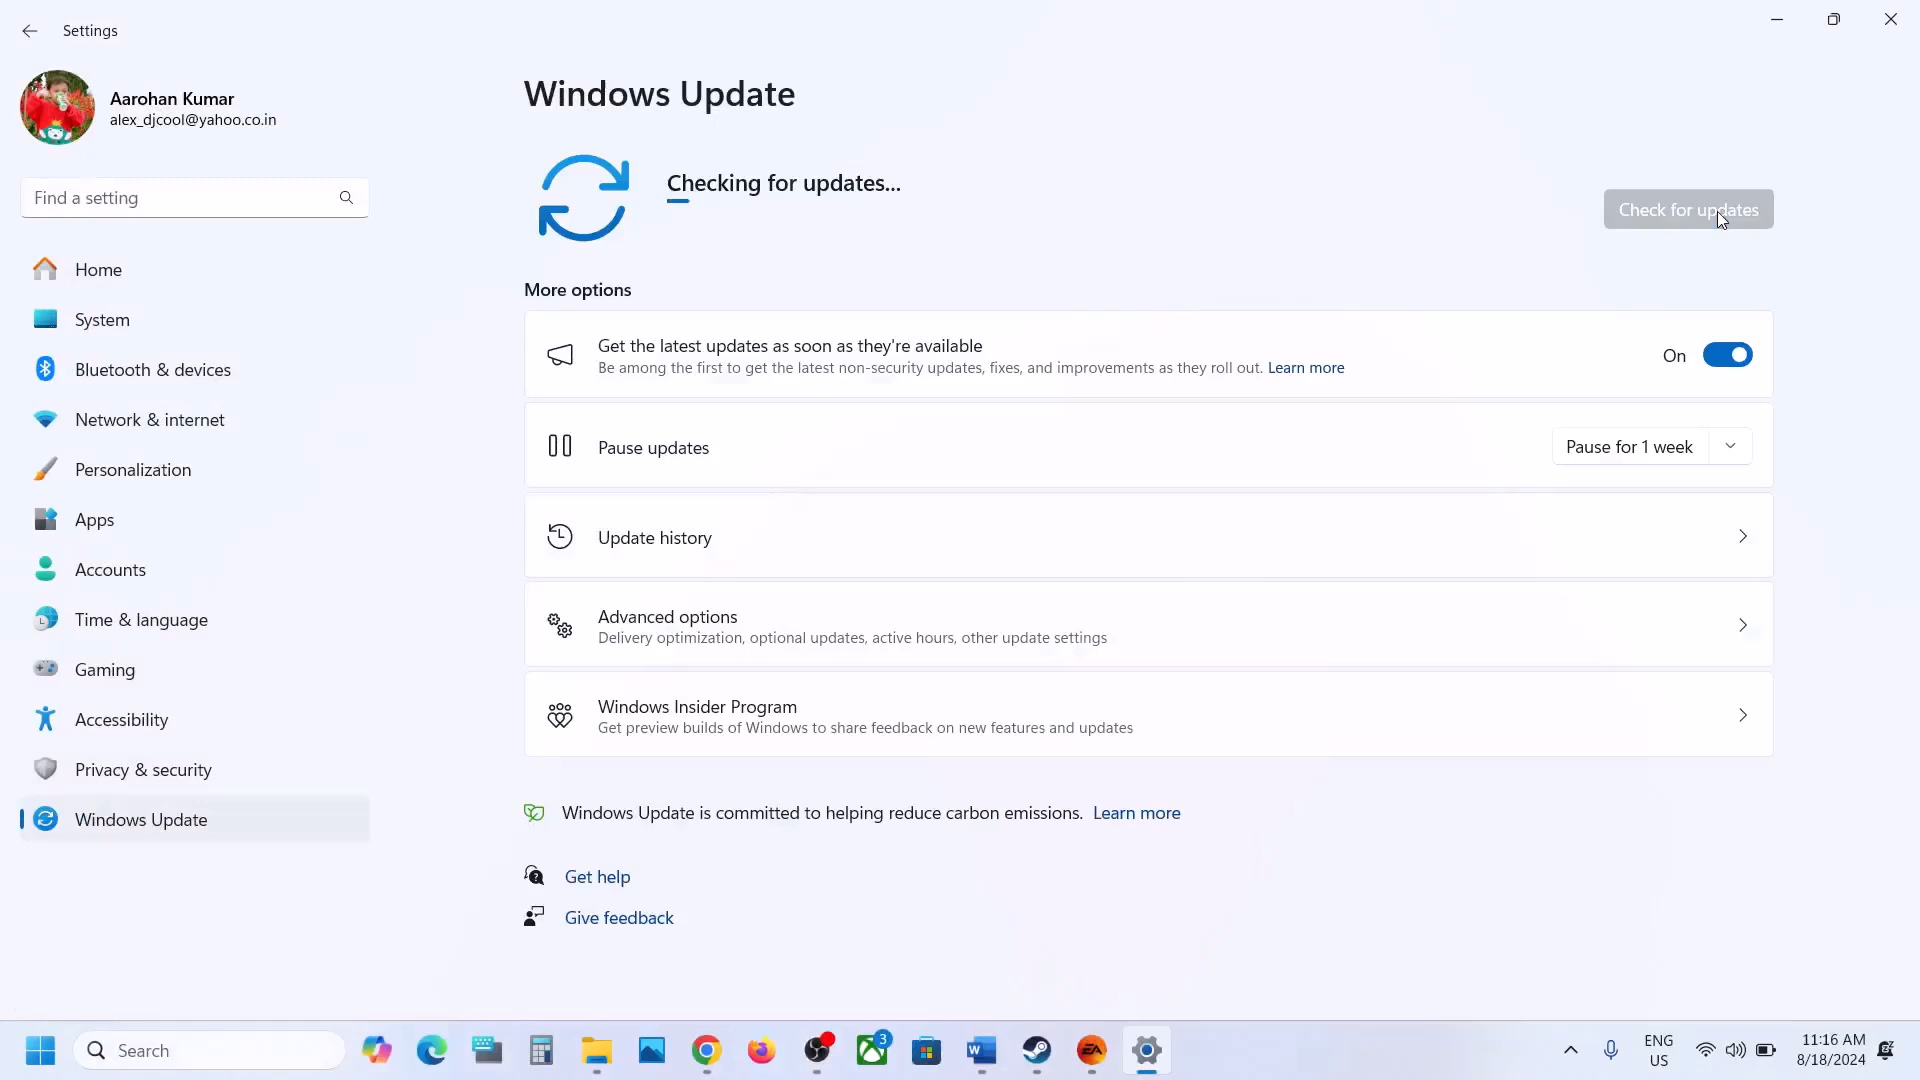 Settings
Aarohan Kumar
alex_djcool@yahoo.co.in
Find a setting
Home
System
Bluetooth & devices
Network & internet
Personalization
Apps
Accounts
Time & language
Gaming
Accessibility
Privacy & security
Windows Update
Windows Update
Checking for updates...
Check for updates
More options
Get the latest updates as soon as they're available
Be among the first to get the latest non-security updates, fixes, and improvements as they roll out. Learn more
On
Pause updates
Pause for 1 week
Update history
Advanced options
Delivery optimization, optional updates, active hours, other update settings
Windows Insider Program
Get preview builds of Windows to share feedback on new features and updates
Windows Update is committed to helping reduce carbon emissions. Learn more
Get help
Give feedback
Search
3
W
EA
ENG
US
11:16 AM
8/18/2024